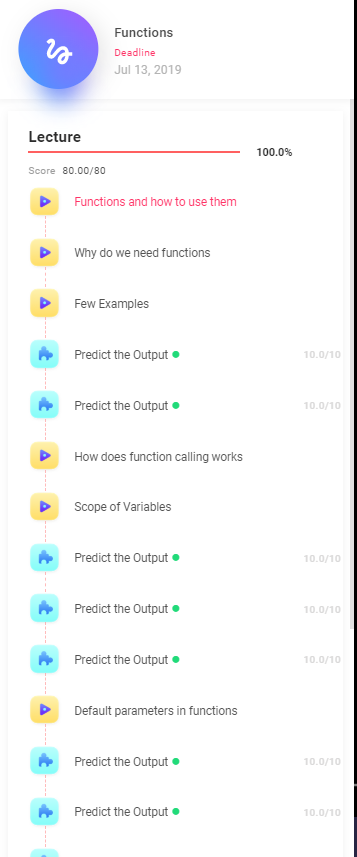 Functions
Deadline
Jul 13, 2019
Lecture
100.0%
Score 80.00/80
Functions and how to use them
Why do we need functions
Few Examples
Predict the Output 10.0/10
Predict the Output 10.0/10
How does function calling works
Scope of Variables
Predict the Output 10.0/10
Predict the Output 10.0/10
Predict the Output 10.0/10
Default parameters in functions
Predict the Output 10.0/10
Predict the Output 10.0/10